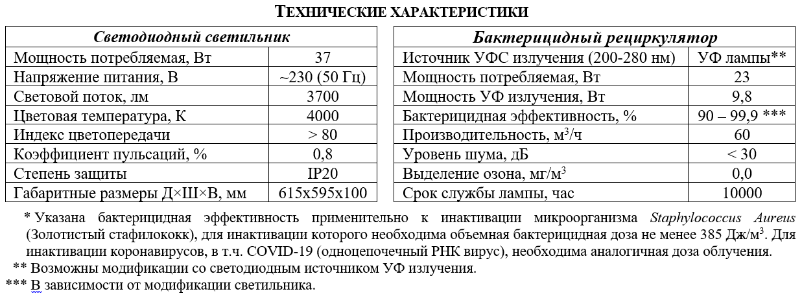 ТЕХНИЧЕСКИЕ ХАРАКТЕРИСТИКИ
Светодиодный светильник
Мощность потребляемая, Вт 37
Напряжение питания, В ~230 (50 Гц)
Световой поток, лм 3700
Цветовая температура, К 4000
Индекс цветопередачи > 80
Коэффициент пульсаций, % 0,8
Степень защиты IP20
Габаритные размеры Д×Ш×В, мм 615х595х100
Бактерицидный рециркулятор
Источник УФС излучения (200-280 нм) УФ лампы**
Мощность потребляемая, Вт 23
Мощность УФ излучения, Вт 9,8
Бактерицидная эффективность, % 90 – 99,9 ***
Производительность, м³/ч 60
Уровень шума, дБ < 30
Выделение озона, мг/м³ 0,0
Срок службы лампы, час 10000
* Указана бактерицидная эффективность применительно к инактивации микроорганизма Staphylococcus Aureus
(Золотистый стафилококк), для инактивации которого необходима объемная бактерицидная доза не менее 385 Дж/м³. Для
инактивации коронавирусов, в т.ч. COVID-19 (одноцепочечный РНК вирус), необходима аналогичная доза облучения.
** Возможны модификации со светодиодным источником УФ излучения.
*** В зависимости от модификации светильника.